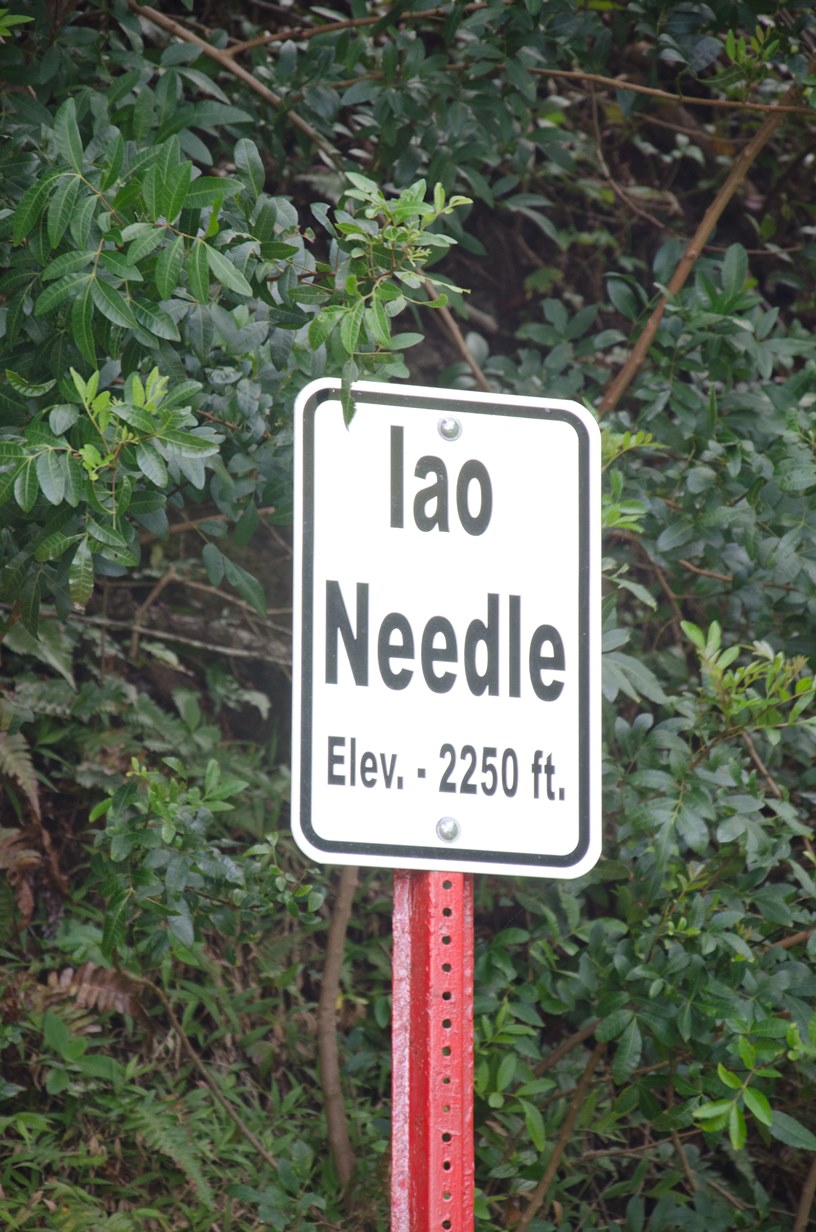 Iao
Needle
Elev. - 2250 ft.